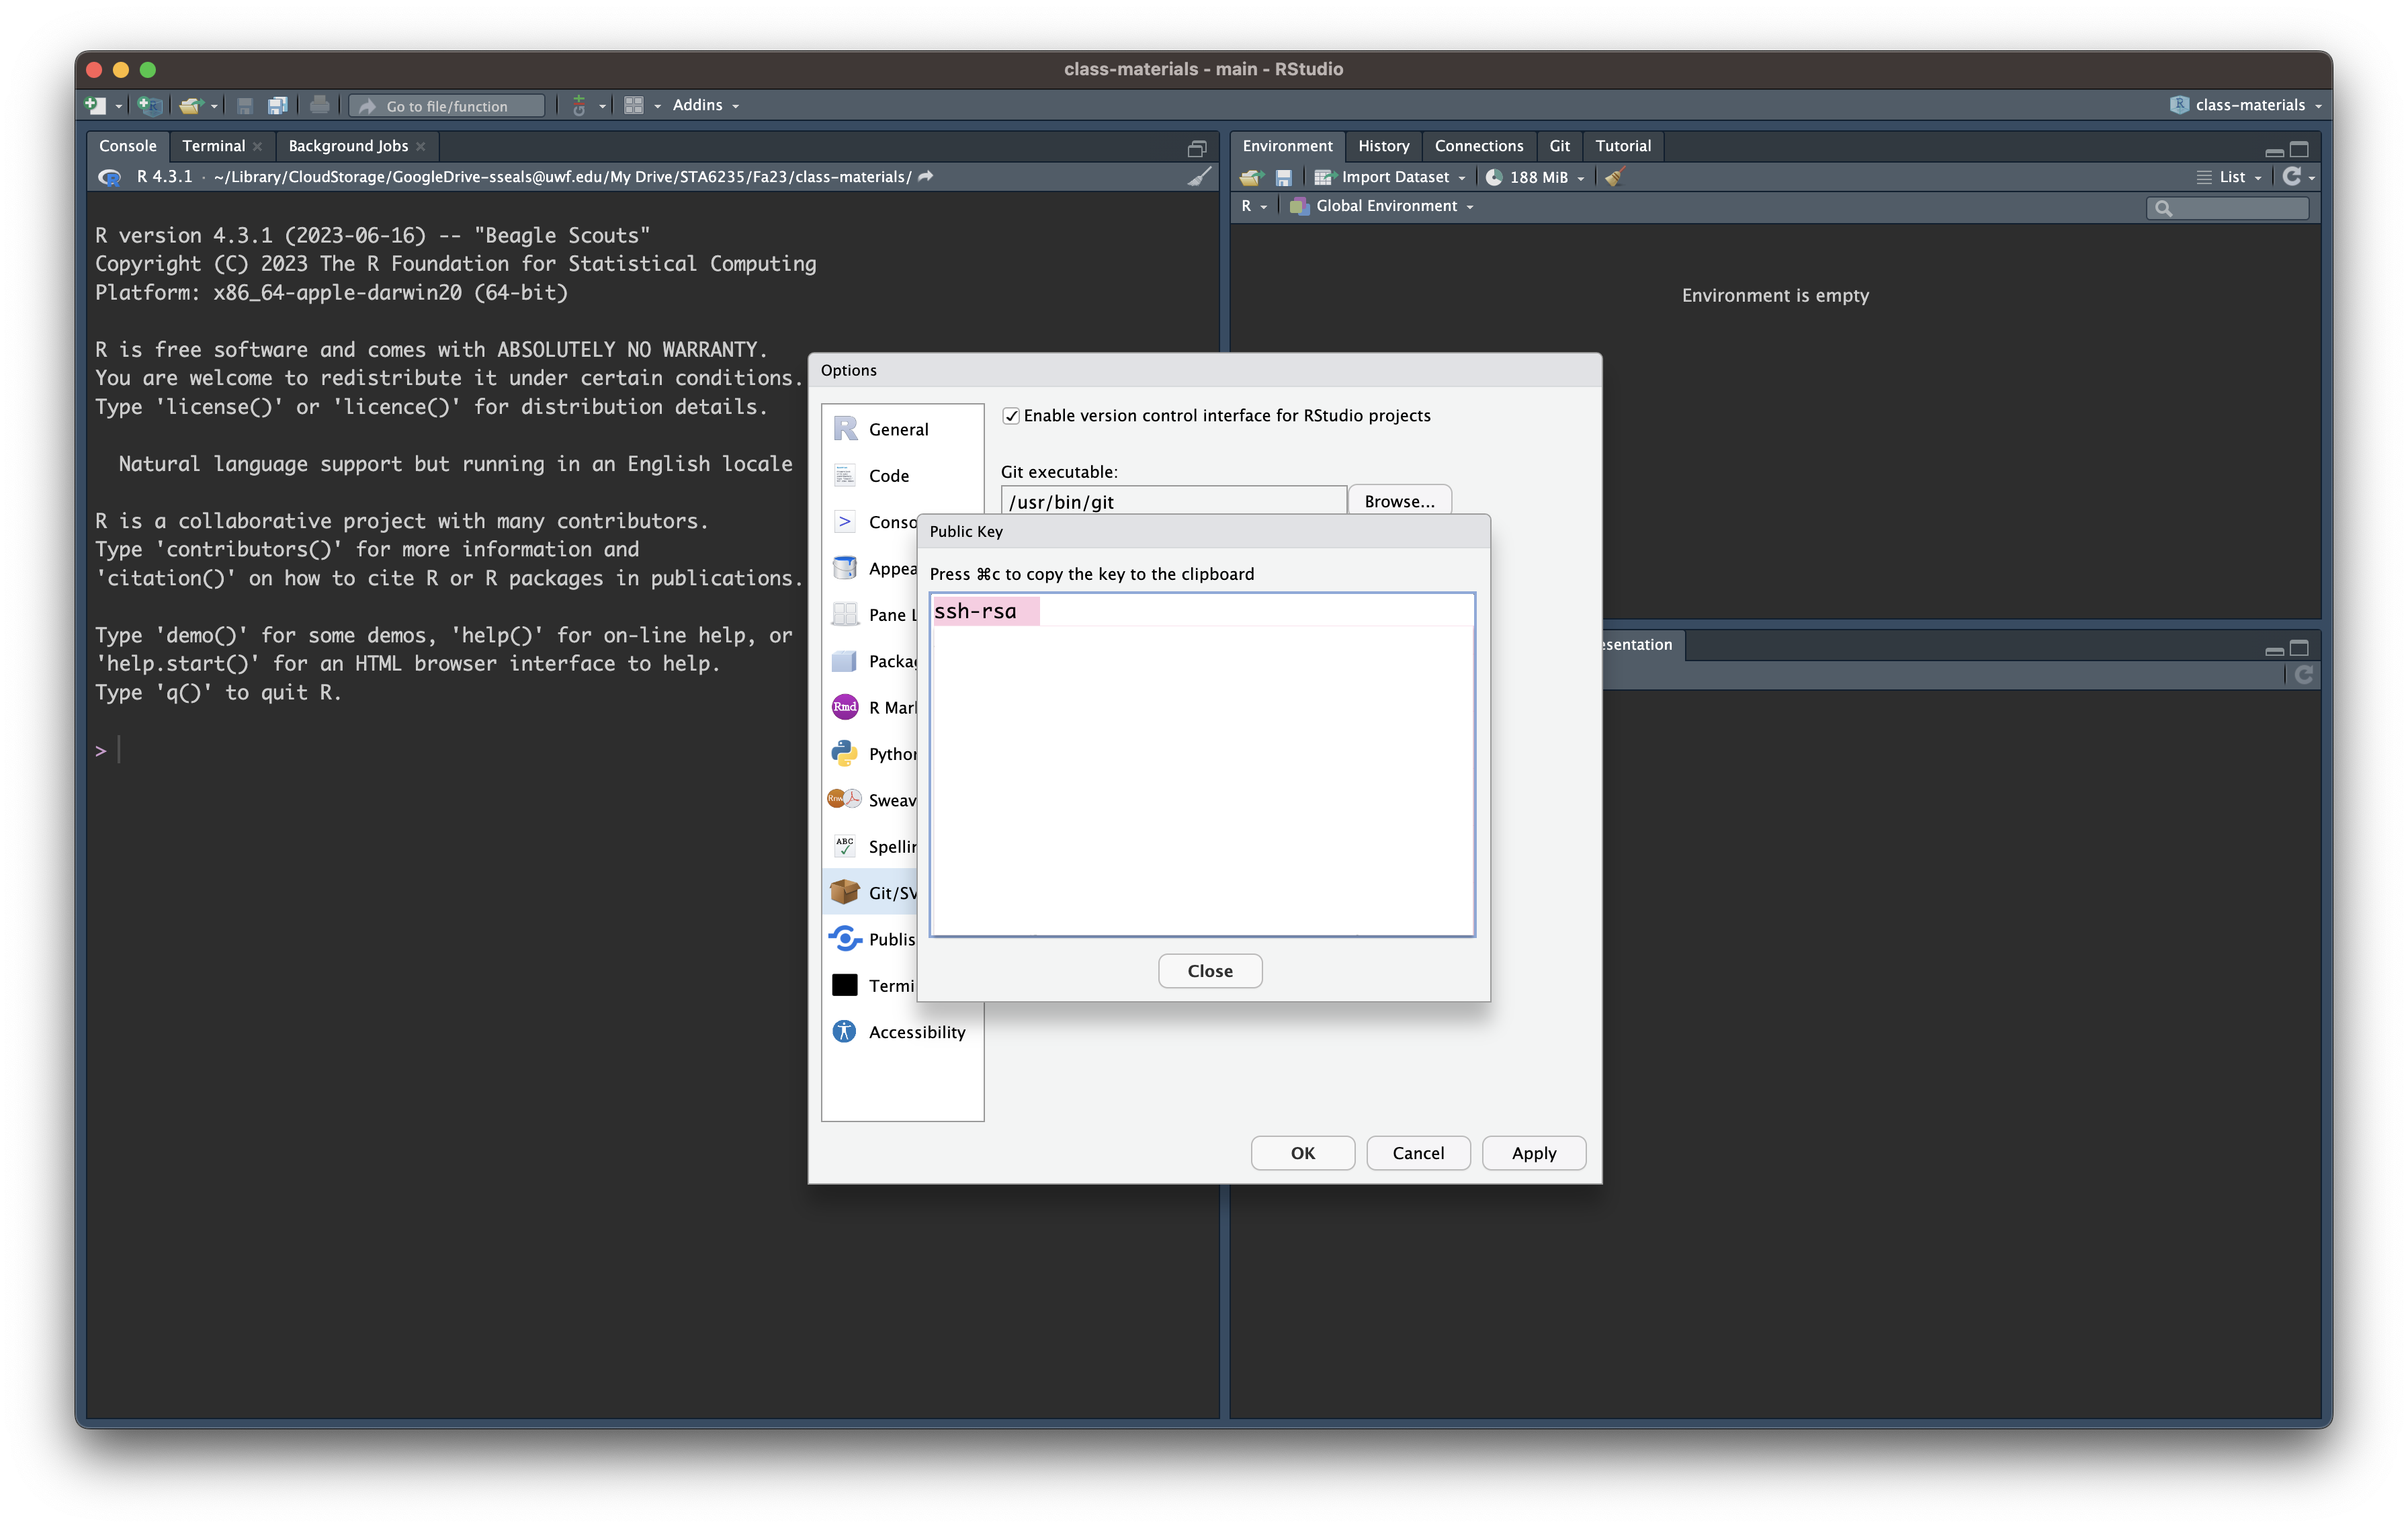 class-materials - main - RStudio
Go to file/function
Addins
class-materials
Console
Terminal
Background Jobs
R 4.3.1 · ~/Library/CloudStorage/GoogleDrive-sseals@uwf.edu/My Drive/STA6235/Fa23/class-materials/
R version 4.3.1 (2023-06-16) -- "Beagle Scouts"
Copyright (C) 2023 The R Foundation for Statistical Computing
Platform: x86_64-apple-darwin20 (64-bit)
R is free software and comes with ABSOLUTELY NO WARRANTY.
You are welcome to redistribute it under certain conditions.
Type 'license()' or 'licence()' for distribution details.
Natural language support but running in an English locale
R is a collaborative project with many contributors.
Type 'contributors()' for more information and
'citation()' on how to cite R or R packages in publications.
Type 'demo()' for some demos, 'help()' for on-line help, or
'help.start()' for an HTML browser interface to help.
Type 'q()' to quit R.
>
Environment
History
Connections
Git
Tutorial
Import Dataset
188 MiB
List
R
Global Environment
Environment is empty
esentation
Options
General
Code
Conso
Appea
Pane L
Packag
Rmd
R Mar
Python
Rnw
Sweav
ABC
Spellin
Git/SV
Publis
Termi
Accessibility
Enable version control interface for RStudio projects
Git executable:
/usr/bin/git
Browse...
Public Key
Press ⌘c to copy the key to the clipboard
ssh-rsa
Close
OK
Cancel
Apply